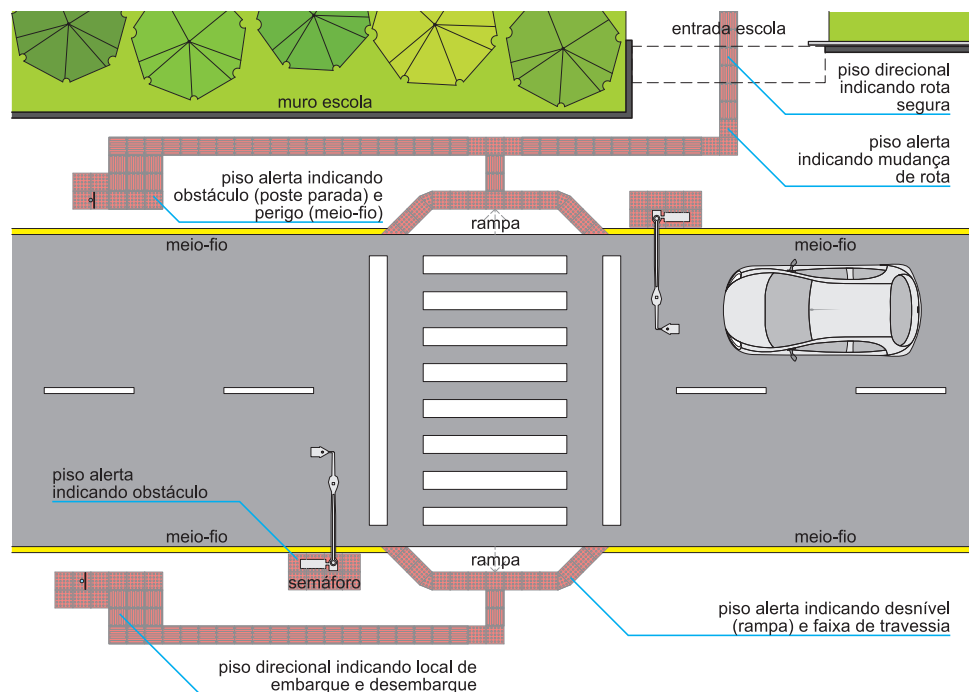 entrada escola
piso direcional
indicando rota
segura
muro escola
piso alerta
indicando mudança
de rota
piso alerta indicando
obstáculo (poste parada) e
perigo (meio-fio)
rampa
meio-fio
meio-fio
piso alerta
indicando obstáculo
meio-fio
meio-fio
rampa
semáforo
piso alerta indicando desnível
(rampa) e faixa de travessia
piso direcional indicando local de
embarque e desembarque